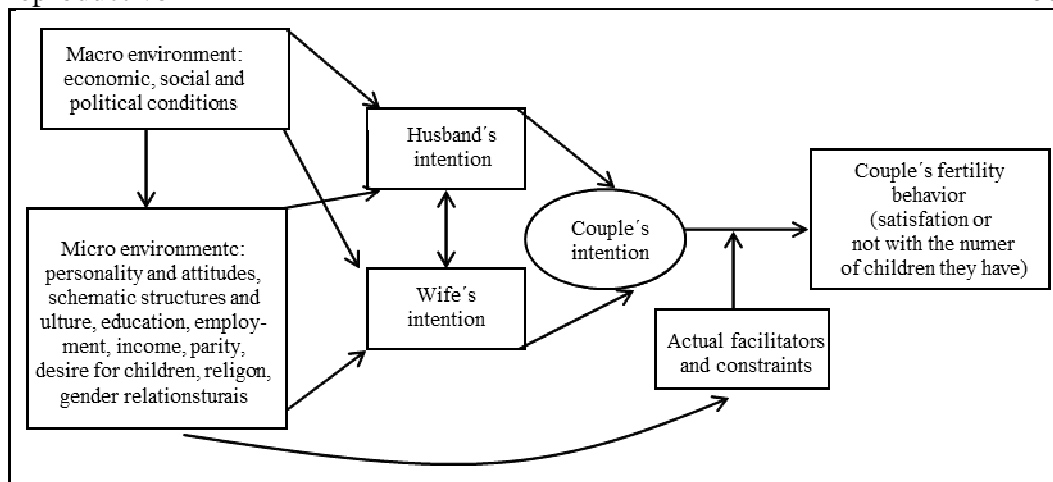 Macro environment:
economic, social and
political conditions
Husband´s
intention
Couple´s fertility
behavior
(satisfation or
not with the numer
of children they have)
Couple´s
intention
Micro environmentc:
personality and attitudes,
schematic structures and
ulture, education, employ-
ment, income, parity,
desire for children, religon,
gender relationsturais
Wife´s
intention
Actual facilitators
and constraints